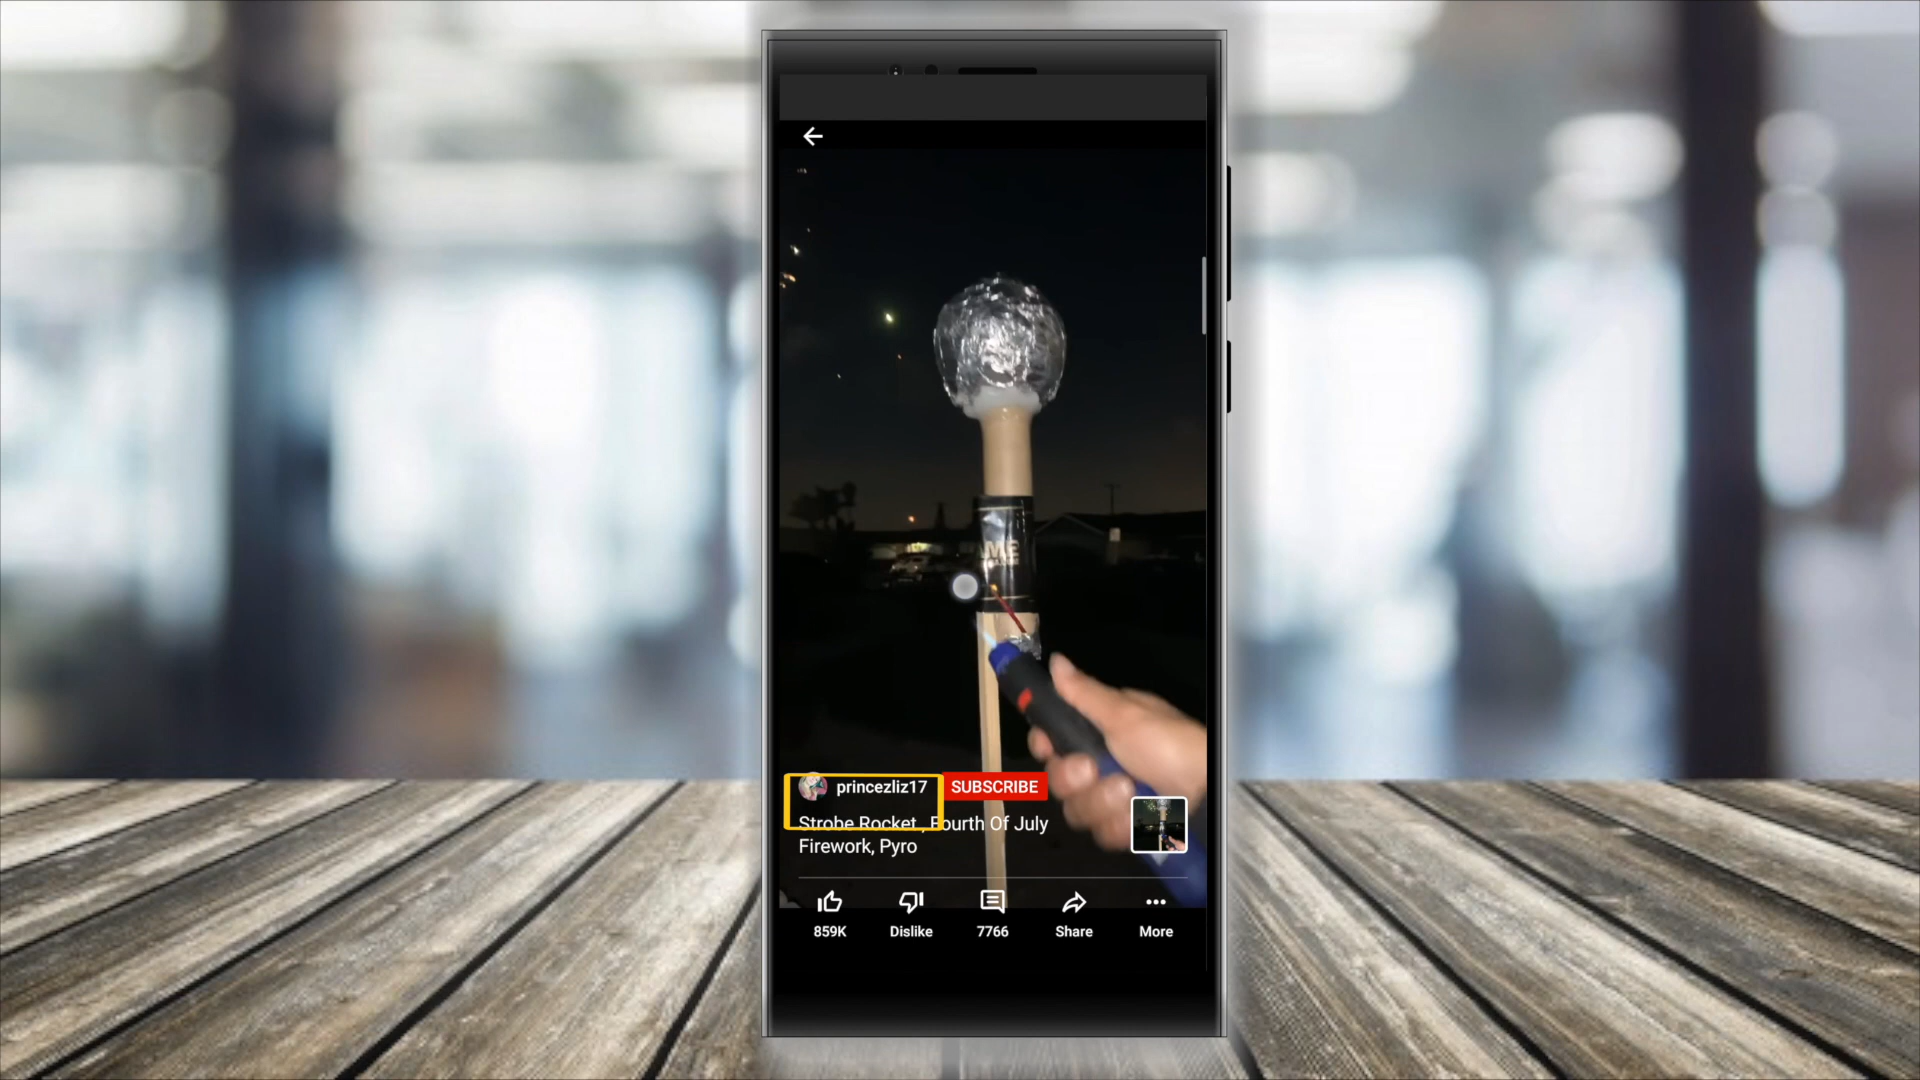 princezliz17 SUBSCRIBE
Strobe Rocket , Fourth Of July
Firework, Pyro
859K Dislike 7766 Share More